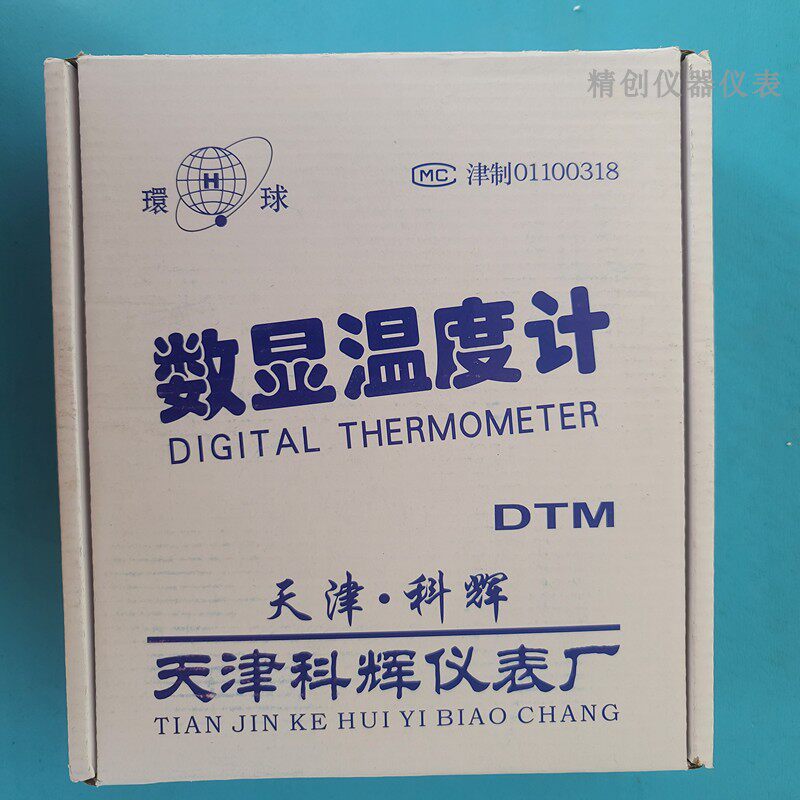 精创仪器仪表
環 H 球
MC 津制01100318
数显温度计
DIGITAL THERMOMETER
DTM
天津·科辉
天津科辉仪表厂
TIAN JIN KE HUI YI BIAO CHANG